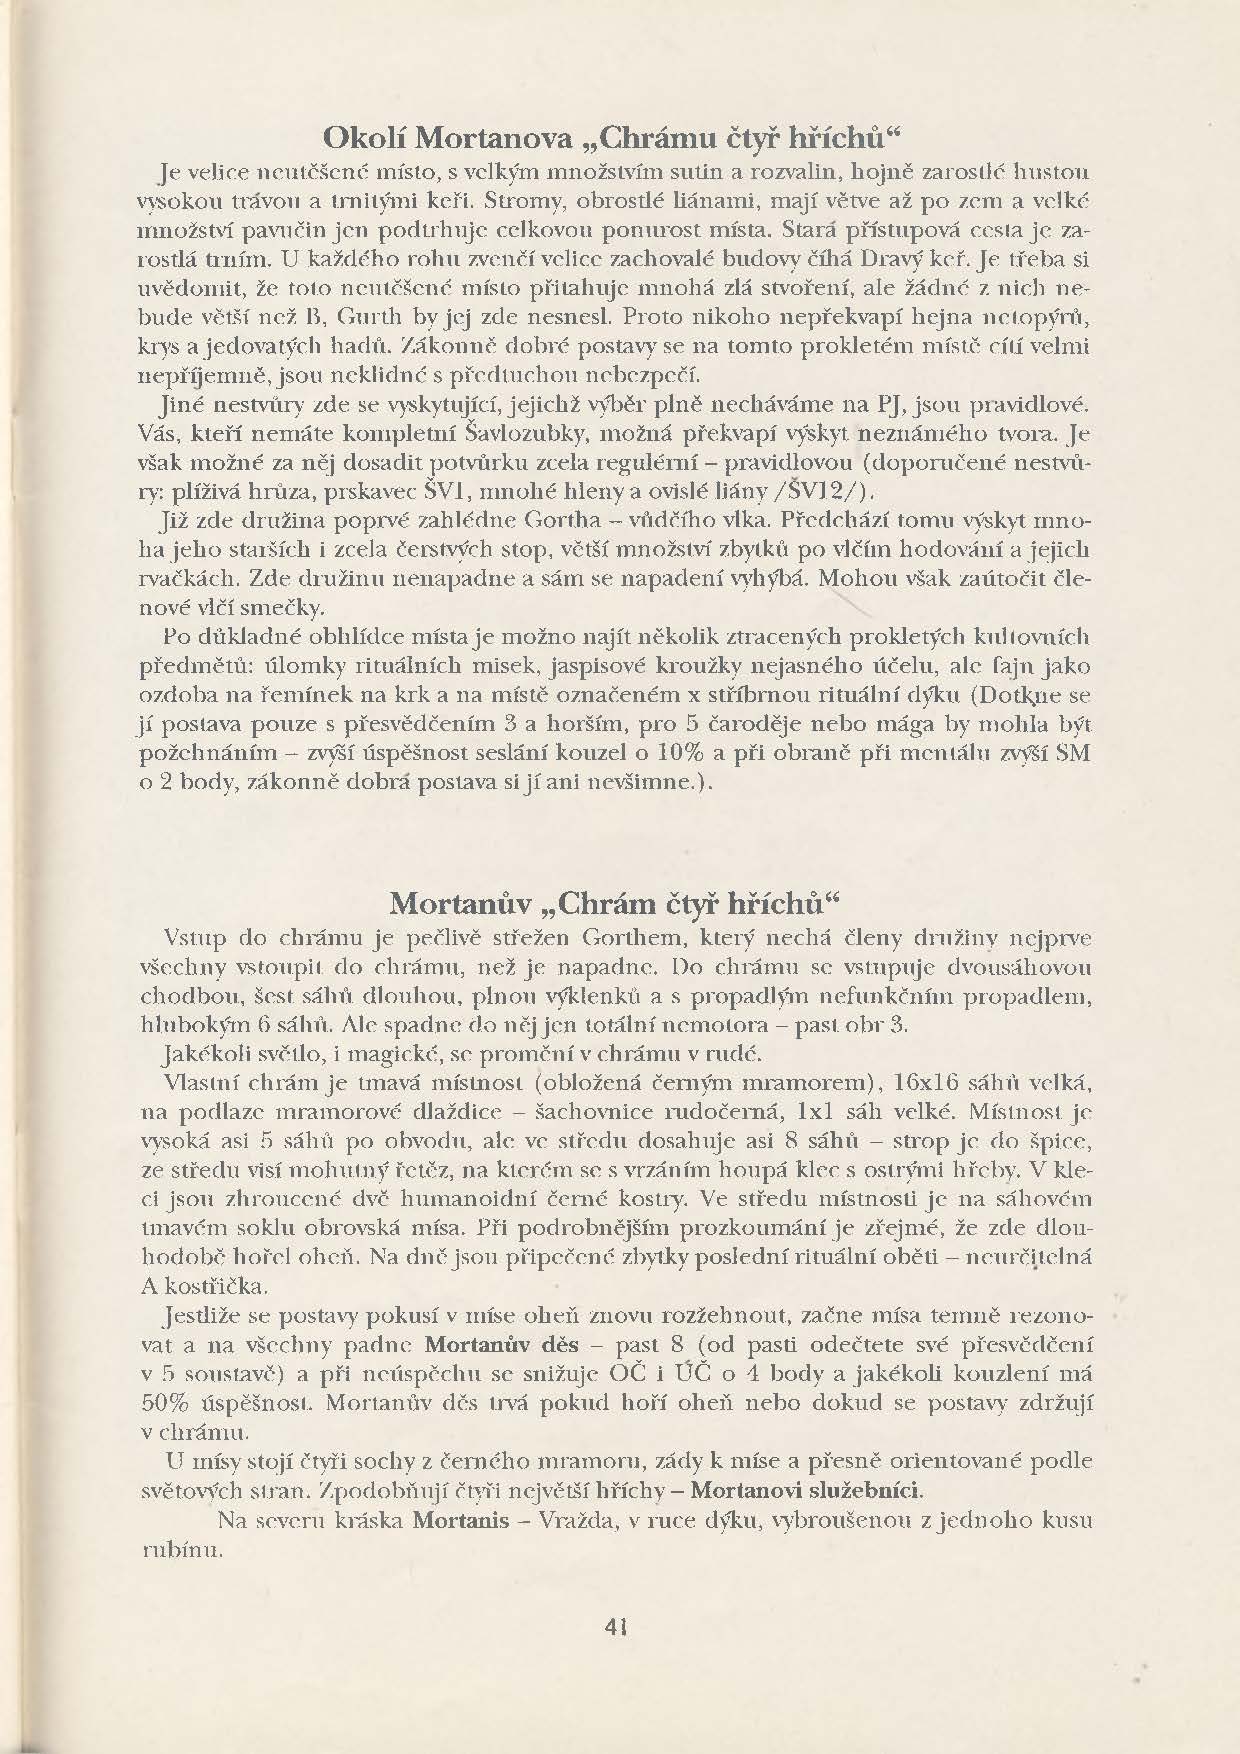 Okolí Mortanova „Chrámu čtyř hříchů“
Je velice neutěšené místo, s velkým množstvím sutin a rozvalin, hojně zarostlé hustou
vysokou trávou a trnitými keři. Stromy, obrostlé liánami, mají větve až po zem a velké
množství pavučin jen podtrhuje celkovou ponurost místa. Stará přístupová cesta je za-
rostlá trním. U každého rohu zvenčí velice zachovalé budovy číhá Dravý keř. Je třeba si
uvědomit, že toto neutěšené místo přitahuje mnohá zlá stvoření, ale žádné z nich ne-
bude větší než B, Gurth by jej zde nesnesl. Proto nikoho nepřekvapí hejna netopýrů,
krys a jedovatých hadů. Zákonně dobré postavy se na tomto prokletém místě cítí velmi
nepříjemně, jsou neklidné s předtuchou nebezpečí.
Jiné nestvůry zde se vyskytující, jejichž výběr plně necháváme na PJ, jsou pravidlové.
Vás, kteří nemáte kompletní Šavlozubky, možná překvapí výskyt neznámého tvora. Je
však možné za něj dosadit potvůrku zcela regulérní – pravidlovou (doporučené nestvů-
ry: plíživá hrůza, prskavec ŠV1, mnohé hleny a ovislé liány /ŠV12/).
Již zde družina poprvé zahlédne Gortha – vůdčího vlka. Předchází tomu výskyt mno-
ha jeho starších i zcela čerstvých stop, větší množství zbytků po vlčím hodování a jejich
rvačkách. Zde družinu nenapadne a sám se napadení vyhýbá. Mohou však zaútočit čle-
nové vlčí smečky.
Po důkladné obhlídce místa je možno najít několik ztracených prokletých kultovních
předmětů: úlomky rituálních misek, jaspisové kroužky nejasného účelu, ale fajn jako
ozdoba na řemínek na krk a na místě označeném x stříbrnou rituální dýku (Dotkne se
jí postava pouze s přesvědčením 3 a horším, pro 5 čaroděje nebo mága by mohla být
požehnáním – zvýší úspěšnost seslání kouzel o 10% a při obraně při mentálu zvýší SM
o 2 body, zákonně dobrá postava si jí ani nevšimne.).
Mortanův „Chrám čtyř hříchů“
Vstup do chrámu je pečlivě střežen Gorthem, který nechá členy družiny nejprve
všechny vstoupit do chrámu, než je napadne. Do chrámu se vstupuje dvousáhovou
chodbou, šest sáhů dlouhou, plnou výklenků a s propadlým nefunkčním propadlem,
hlubokým 6 sáhů. Ale spadne do něj jen totální nemotora – past obr 3.
Jakékoli světlo, i magické, se promění v chrámu v rudé.
Vlastní chrám je tmavá místnost (obložená černým mramorem), 16x16 sáhů velká,
na podlaze mramorové dlaždice – šachovnice rudočerná, 1x1 sáh velké. Místnost je
vysoká asi 5 sáhů po obvodu, ale ve středu dosahuje asi 8 sáhů – strop je do špice,
ze středu visí mohutný řetěz, na kterém se s vrzáním houpá klec s ostrými hřeby. V kle-
ci jsou zhroucené dvě humanoidní černé kostry. Ve středu místnosti je na sáhovém
tmavém soklu obrovská mísa. Při podrobnějším prozkoumání je zřejmé, že zde dlou-
hodobě hořel oheň. Na dně jsou připečené zbytky poslední rituální oběti – neurčitelná
A kostřička.
Jestliže se postavy pokusí v míse oheň znovu rozžehnout, začne mísa temně rezono-
vat a na všechny padne Mortanův děs – past 8 (od pasti odečtete své přesvědčení
v 5 soustavě) a při neúspěchu se snižuje OČ i ÚČ o 4 body a jakékoli kouzlení má
50% úspěšnost. Mortanův děs trvá pokud hoří oheň nebo dokud se postavy zdržují
v chrámu.
U mísy stojí čtyři sochy z černého mramoru, zády k míse a přesně orientované podle
světových stran. Zpodobňují čtyři největší hříchy – Mortanovi služebníci.
Na severu kráska Mortanis – Vražda, v ruce dýku, vybroušenou z jednoho kusu
rubínu.
41